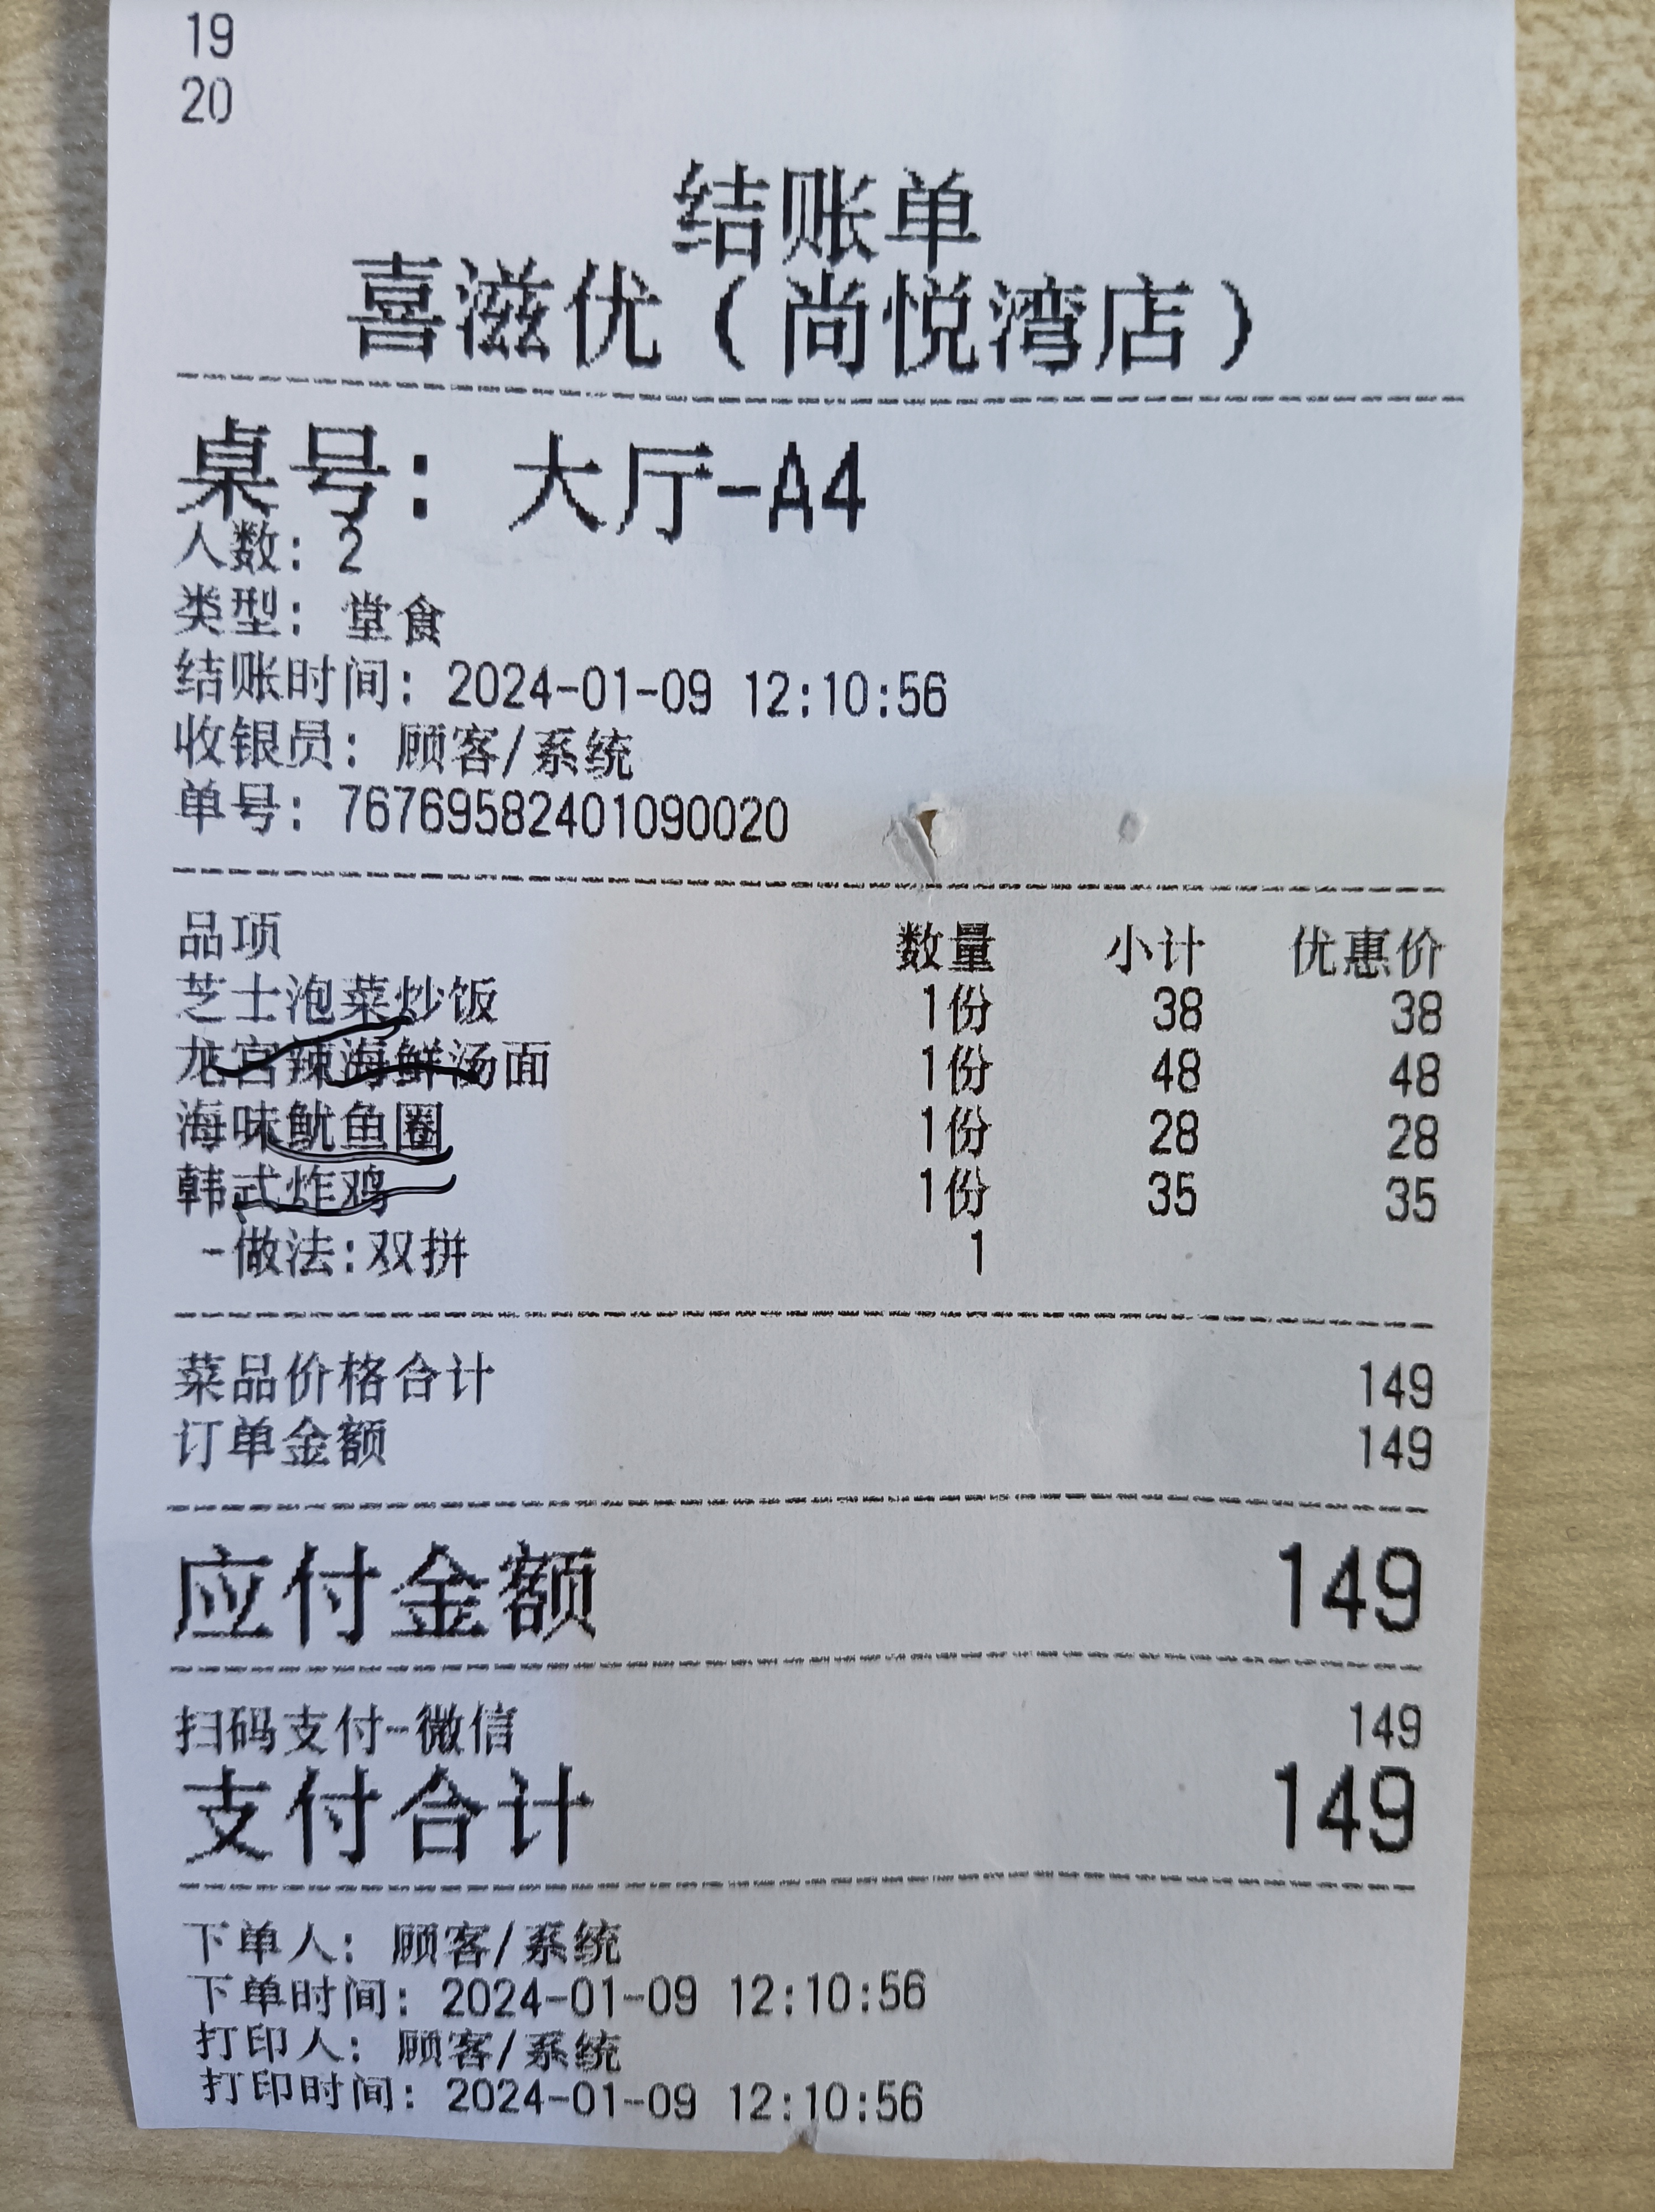 19
20
结账单
喜滋优（尚悦湾店）
桌号： 大厅-A4
人数： 2
类型： 堂食
结账时间： 2024-01-09 12:10:56
收银员： 顾客/系统
单号： 767695822401090020
品项 数量 小计 优惠价
芝士泡菜炒饭 1份 38 38
龙宫辣海鲜汤面 1份 48 48
海味鱿鱼圈 1份 28 28
韩式炸鸡 1份 35 35
-做法:双拼 1
菜品价格合计 149
订单金额 149
应付金额 149
扫码支付-微信 149
支付合计 149
下单人： 顾客/系统
下单时间： 2024-01-09 12:10:56
打印人： 顾客/系统
打印时间： 2024-01-09 12:10:56